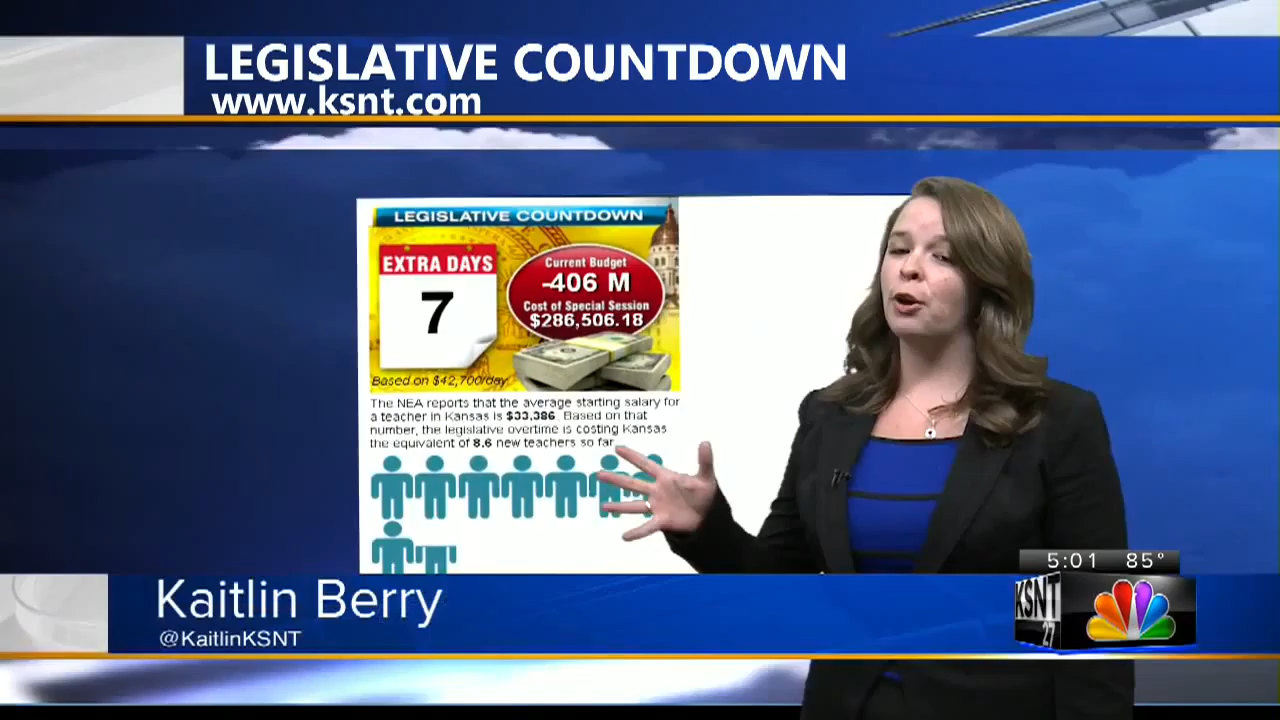 LEGISLATIVE COUNTDOWN
www.ksnt.com
LEGISLATIVE COUNTDOWN
EXTRA DAYS
7
Current Budget
-406 M
Cost of Special Session
$286,506.18
Based on $42,700/day
The NEA reports that the average starting salary for
a teacher in Kansas is $33,386. Based on that
number, the legislative overtime is costing Kansas
the equivalent of 8.6 new teachers so far.
5:01 85°
KSNT
27
Kaitlin Berry
@KaitlinKSNT